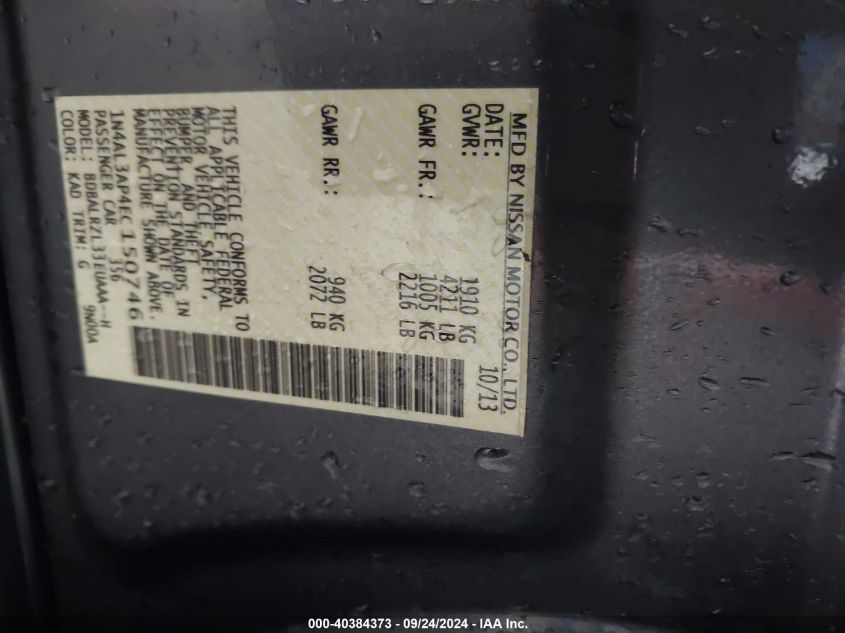 MFD BY NISSAN MOTOR CO., LTD.
DATE: 10/13
GVWR: 1910 KG
4211 LB
GAWR FR.: 1005 KG
2216 LB
GAWR RR.: 940 KG
2072 LB
THIS VEHICLE CONFORMS TO
ALL APPLICABLE FEDERAL
MOTOR VEHICLE SAFETY,
BUMPER, AND THEFT
PREVENTION STANDARDS IN
EFFECT ON THE DATE OF
MANUFACTURE SHOWN ABOVE.
1N4AL3AP4EC150746
PASSENGER CAR 356
MODEL: BDBALRZL33EUAAA--H
COLOR: KAD TRIM: G 9N00A
000-40384373 - 09/24/2024 - IAA Inc.